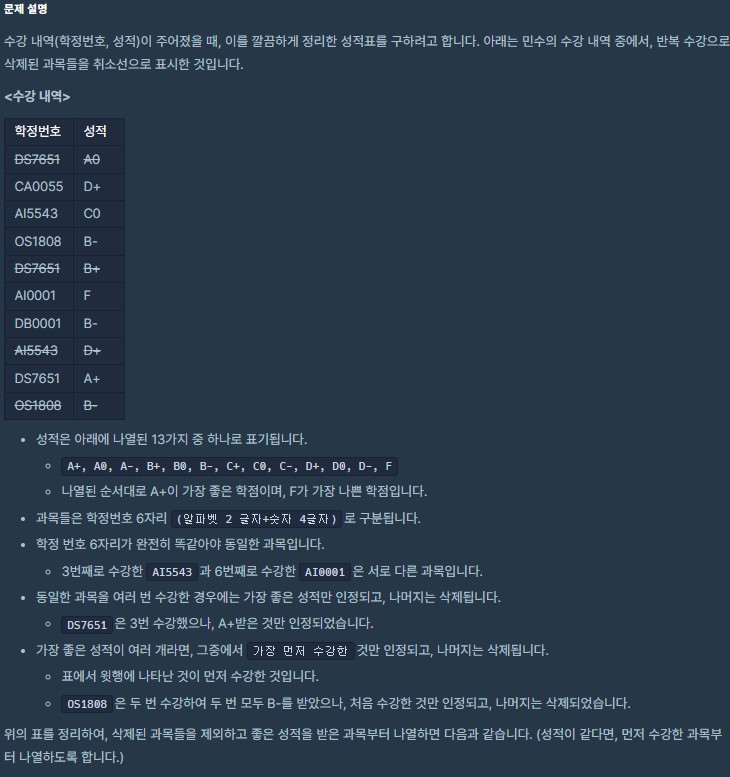 문제 설명
수강 내역(학정번호, 성적)이 주어졌을 때, 이를 깔끔하게 정리한 성적표를 구하려고 합니다. 아래는 민수의 수강 내역 중에서, 반복 수강으로
삭제된 과목들을 취소선으로 표시한 것입니다.
<수강 내역>
학정번호 성적
DS7651 A0
CA0055 D+
AI5543 C0
OS1808 B-
DS7651 B+
AI0001 F
DB0001 B-
AI5543 D+
DS7651 A+
OS1808 B-
성적은 아래에 나열된 13가지 중 하나로 표기됩니다.
A+, A0, A-, B+, B0, B-, C+, C0, C-, D+, D0, D-, F
나열된 순서대로 A+이 가장 좋은 학점이며, F가 가장 나쁜 학점입니다.
과목들은 학정번호 6자리 (알파벳 2 글자+숫자 4글자) 로 구분됩니다.
학정 번호 6자리가 완전히 똑같아야 동일한 과목입니다.
3번째로 수강한 AI5543 과 6번째로 수강한 AI0001 은 서로 다른 과목입니다.
동일한 과목을 여러 번 수강한 경우에는 가장 좋은 성적만 인정되고, 나머지는 삭제됩니다.
DS7651 은 3번 수강했으나, A+받은 것만 인정되었습니다.
가장 좋은 성적이 여러 개라면, 그중에서 가장 먼저 수강한 것만 인정되고, 나머지는 삭제됩니다.
표에서 윗행에 나타난 것이 먼저 수강한 것입니다.
OS1808 은 두 번 수강하여 두 번 모두 B-를 받았으나, 처음 수강한 것만 인정되고, 나머지는 삭제되었습니다.
위의 표를 정리하여, 삭제된 과목들을 제외하고 좋은 성적을 받은 과목부터 나열하면 다음과 같습니다. (성적이 같다면, 먼저 수강한 과목부
터 나열하도록 합니다.)